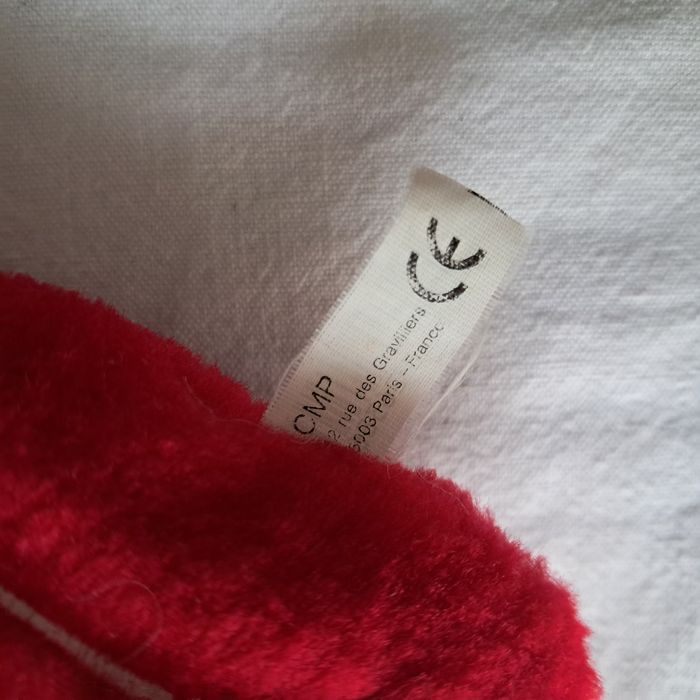 CE
CMP
2 rue des Gravilliers
5003 Paris - France